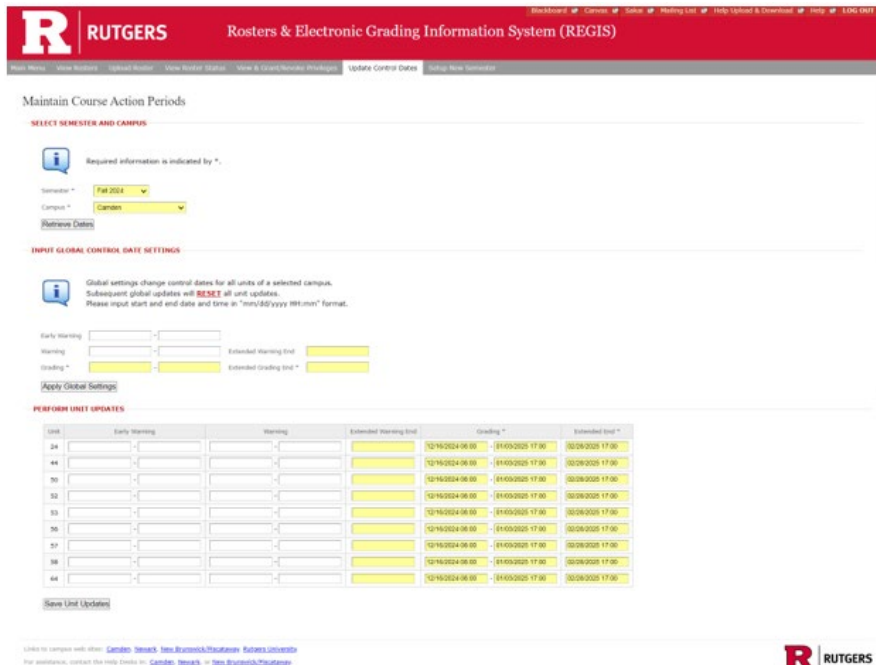 Blackboard Canvas Sakai Mailing List Help Upload & Download Help LOG OUT
R RUTGERS Rosters & Electronic Grading Information System (REGIS)
Main Menu View Rosters Upload Roster View Roster Status View & Grant/Revoke Privileges Update Control Dates Setup New Semester
Maintain Course Action Periods
SELECT SEMESTER AND CAMPUS
Required information is indicated by *.
Semester * Fall 2024
Campus * Camden
Retrieve Dates
INPUT GLOBAL CONTROL DATE SETTINGS
Global settings change control dates for all units of a selected campus.
Subsequent global updates will RESET all unit updates.
Please input start and end date and time in "mm/dd/yyyy HH:mm" format.
Early Warning -
Warning - Extended Warning End
Grading * - Extended Grading End *
Apply Global Settings
PERFORM UNIT UPDATES
Unit Early Warning Warning Extended Warning End Grading * Extended End *
24 - - 12/16/2024 06:00 - 01/03/2025 17:00 02/28/2025 17:00
44 - - 12/16/2024 06:00 - 01/03/2025 17:00 02/28/2025 17:00
50 - - 12/16/2024 06:00 - 01/03/2025 17:00 02/28/2025 17:00
52 - - 12/16/2024 06:00 - 01/03/2025 17:00 02/28/2025 17:00
53 - - 12/16/2024 06:00 - 01/03/2025 17:00 02/28/2025 17:00
56 - - 12/16/2024 06:00 - 01/03/2025 17:00 02/28/2025 17:00
57 - - 12/16/2024 06:00 - 01/03/2025 17:00 02/28/2025 17:00
58 - - 12/16/2024 06:00 - 01/03/2025 17:00 02/28/2025 17:00
64 - - 12/16/2024 06:00 - 01/03/2025 17:00 02/28/2025 17:00
Save Unit Updates
Links to campus web sites: Camden, Newark, New Brunswick/Piscataway, Rutgers University
For assistance, contact the Help Desks in: Camden, Newark, or New Brunswick/Piscataway
R RUTGERS